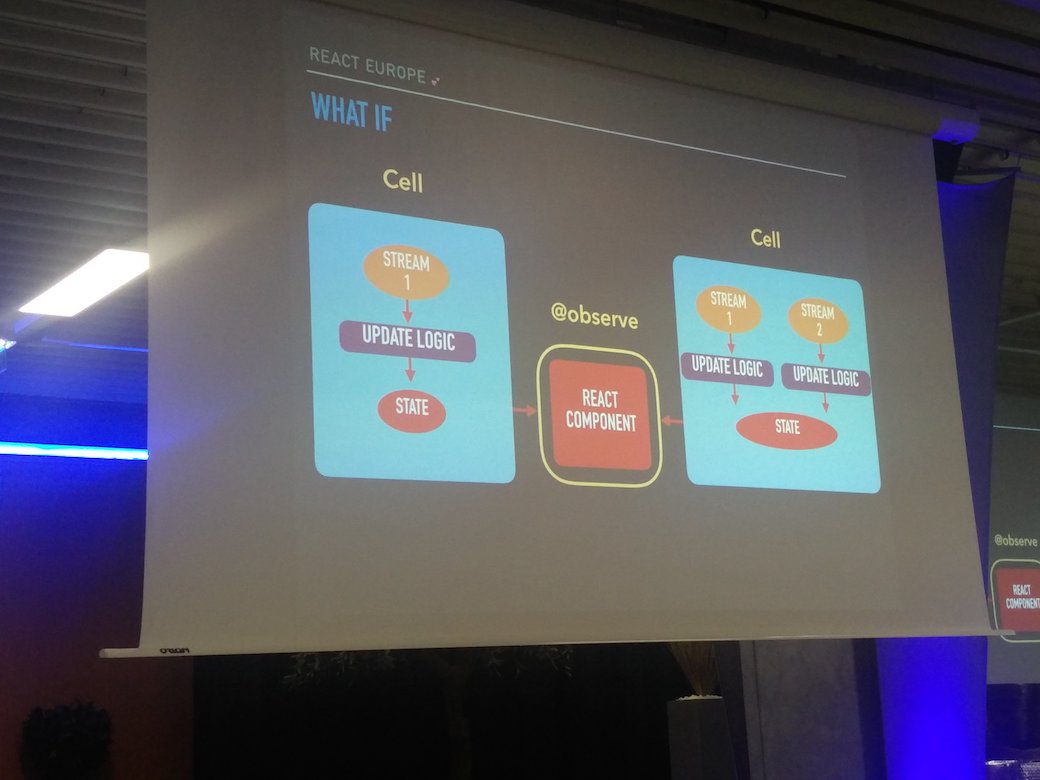 REACT EUROPE
WHAT IF
Cell
STREAM
1
UPDATE LOGIC
STATE
@observe
REACT
COMPONENT
Cell
STREAM
1
STREAM
2
UPDATE LOGIC
UPDATE LOGIC
STATE
@observe
REACT
COMPONENT